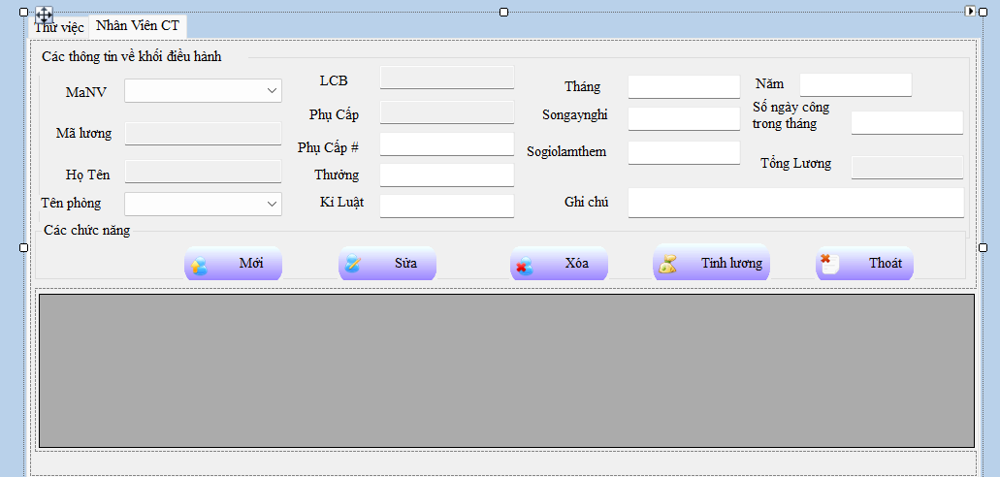 Thử việc
Nhân Viên CT
Các thông tin về khối điều hành
MaNV
Mã lương
Họ Tên
Tên phòng
LCB
Phụ Cấp
Phụ Cấp #
Thưởng
Kỉ Luật
Tháng
Songaynghi
Sogiolamthem
Ghi chú
Năm
Số ngày công
trong tháng
Tổng Lương
Các chức năng
Mới
Sửa
Xóa
Tính lương
Thoát